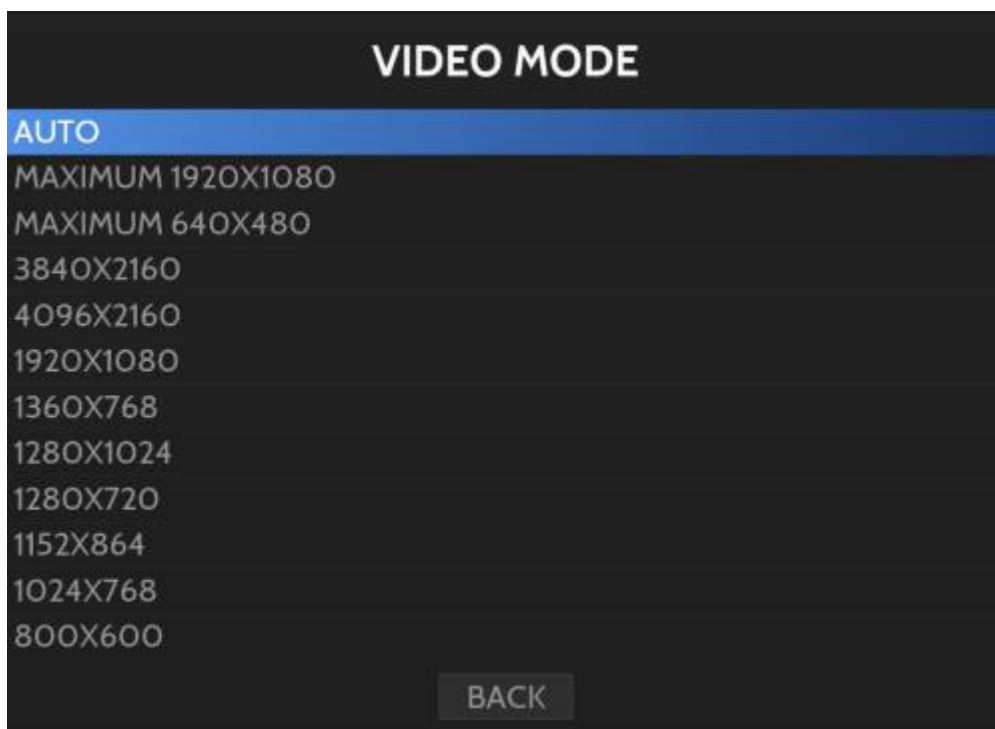 VIDEO MODE
AUTO
MAXIMUM 1920X1080
MAXIMUM 640X480
3840X2160
4096X2160
1920X1080
1360X768
1280X1024
1280X720
1152X864
1024X768
800X600
BACK